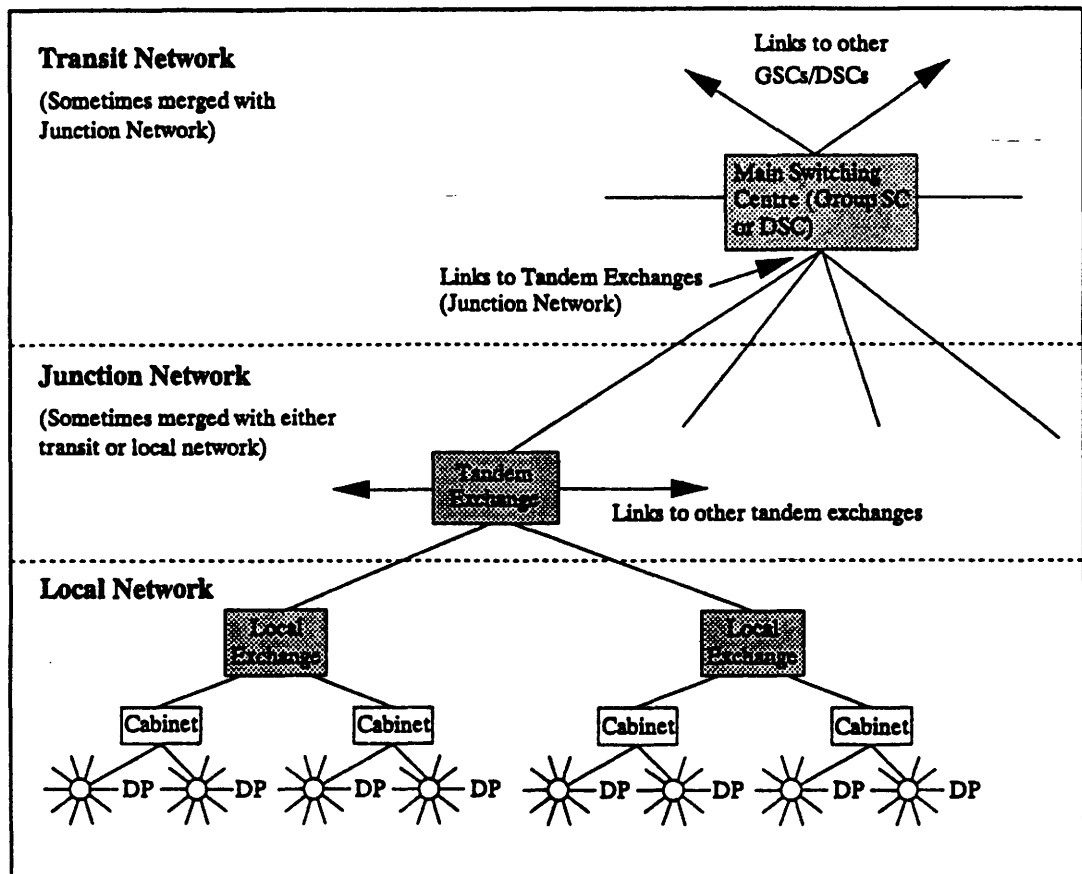 Transit Network
(Sometimes merged with
Junction Network)
Links to other
GSCs/DSCs
Main Switching
Centre (Group SC
or DSC)
Links to Tandem Exchanges
(Junction Network)
Junction Network
(Sometimes merged with either
transit or local network)
Tandem
Exchange
Links to other tandem exchanges
Local Network
Local
Exchange
Local
Exchange
Cabinet
Cabinet
Cabinet
Cabinet
DP
DP
DP
DP
DP
DP
DP
DP